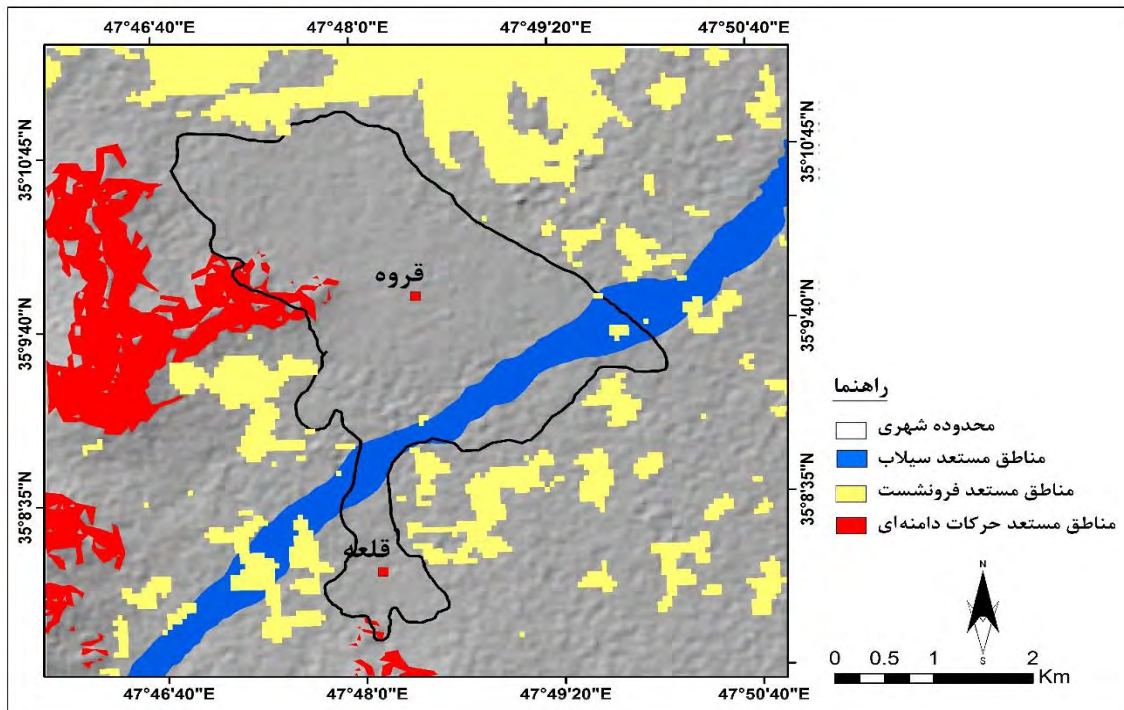 47°46'40"E 47°48'0"E 47°49'20"E 47°50'40"E
35°10'45"N 35°10'45"N
قروه
35°9'40"N 35°9'40"N
راهنما
محدوده شهری
مناطق مستعد سیلاب
مناطق مستعد فرونشست
مناطق مستعد حرکات دامنه‌ای
35°8'35"N 35°8'35"N
قلعه
N
S
0 0.5 1 2 Km
47°46'40"E 47°48'0"E 47°49'20"E 47°50'40"E